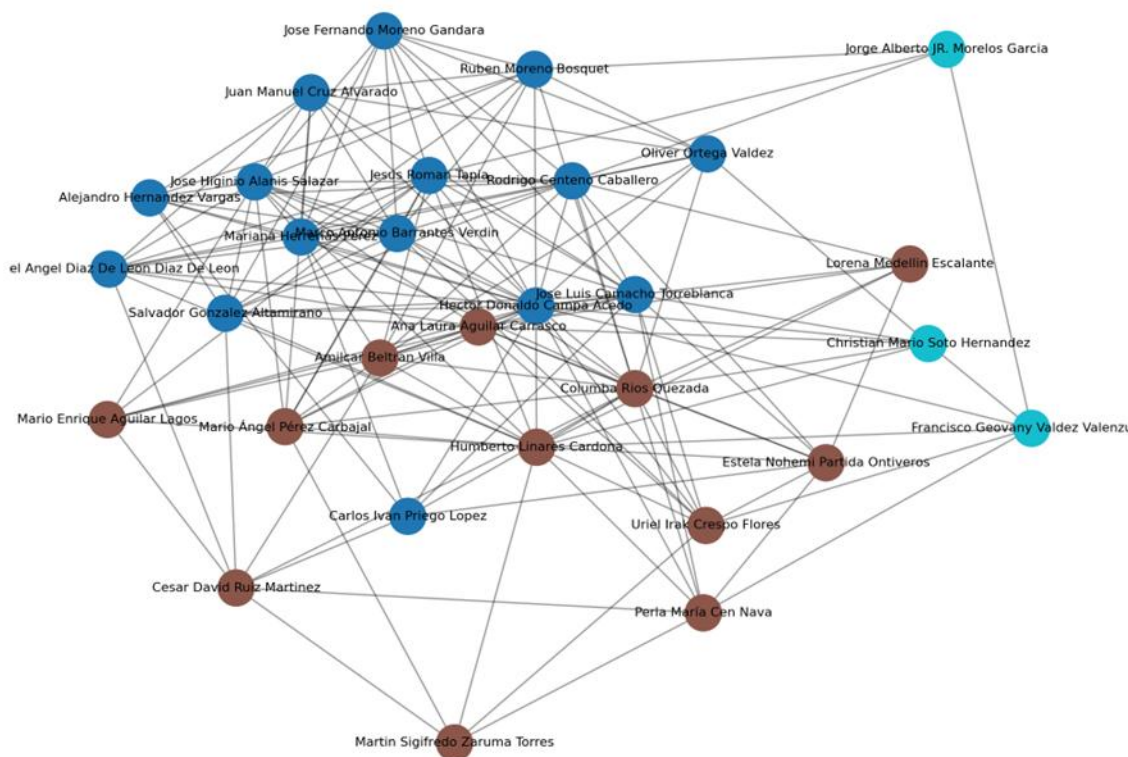 Jose Fernando Moreno Gandara
Jorge Alberto JR. Morelos Garcia
Ruben Moreno Bosquet
Juan Manuel Cruz Alvarado
Oliver Ortega Valdez
Jesús Roman Tapia
Jose Higinio Alanis Salazar
Rodrigo Centeno Caballero
Alejandro Hernandez Vargas
Mariana Herrerias Perez
Marco Antonio Barrantes Verdin
Lorena Medellin Escalante
el Angel Diaz De Leon Diaz De Leon
Jose Luis Camacho Torreblanca
Hector Donaldo Campa Acedo
Salvador Gonzalez Altamirano
Ana Laura Aguilar Carrasco
Christian Mario Soto Hernandez
Amilcar Beltran Villa
Columba Rios Quezada
Mario Enrique Aguilar Lagos
Mario Ángel Pérez Carbajal
Francisco Geovany Valdez Valenzu
Humberto Linares Cardona
Estela Nohemi Partida Ontiveros
Carlos Ivan Priego Lopez
Uriel Irak Crespo Flores
Cesar David Ruiz Martinez
Perla María Cen Nava
Martin Sigifredo Zaruma Torres